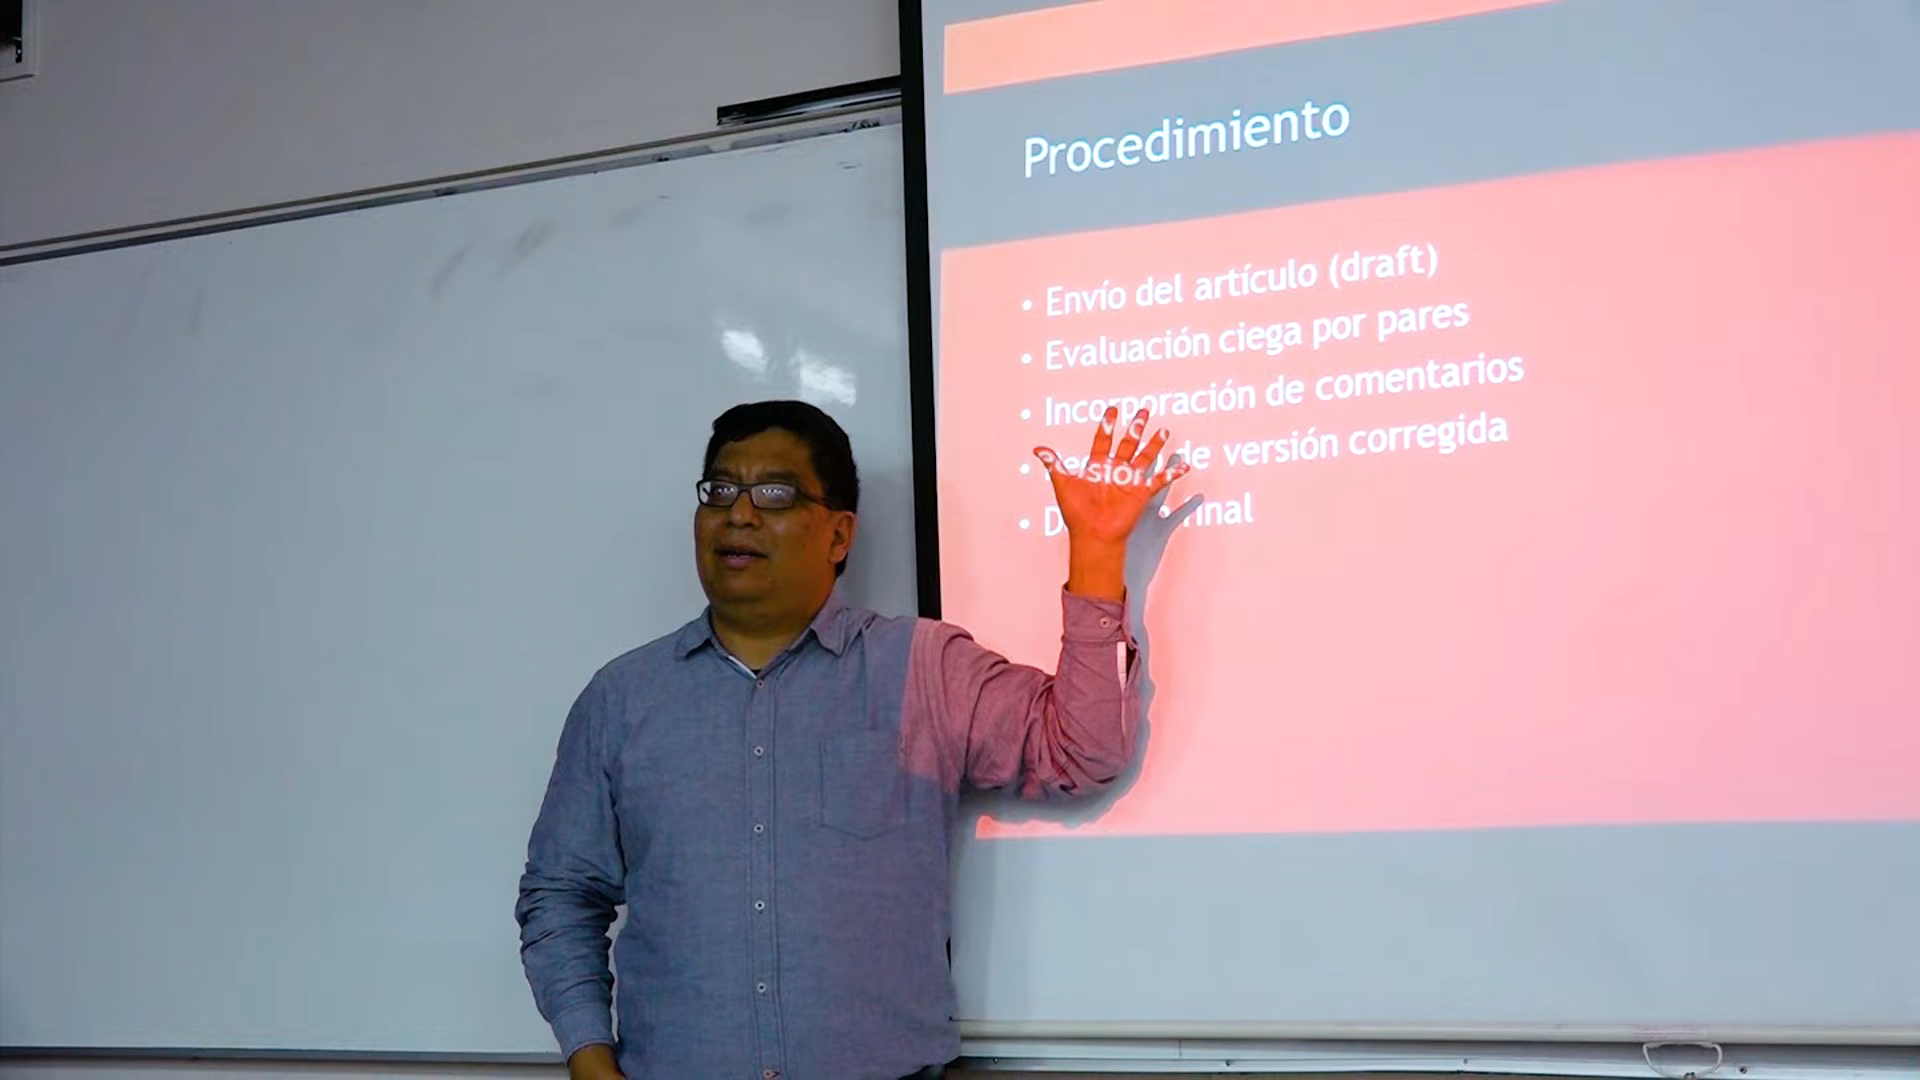 Procedimiento
• Envío del artículo (draft)
• Evaluación ciega por pares
• Incorporación de comentarios
• de versión corregida
• final